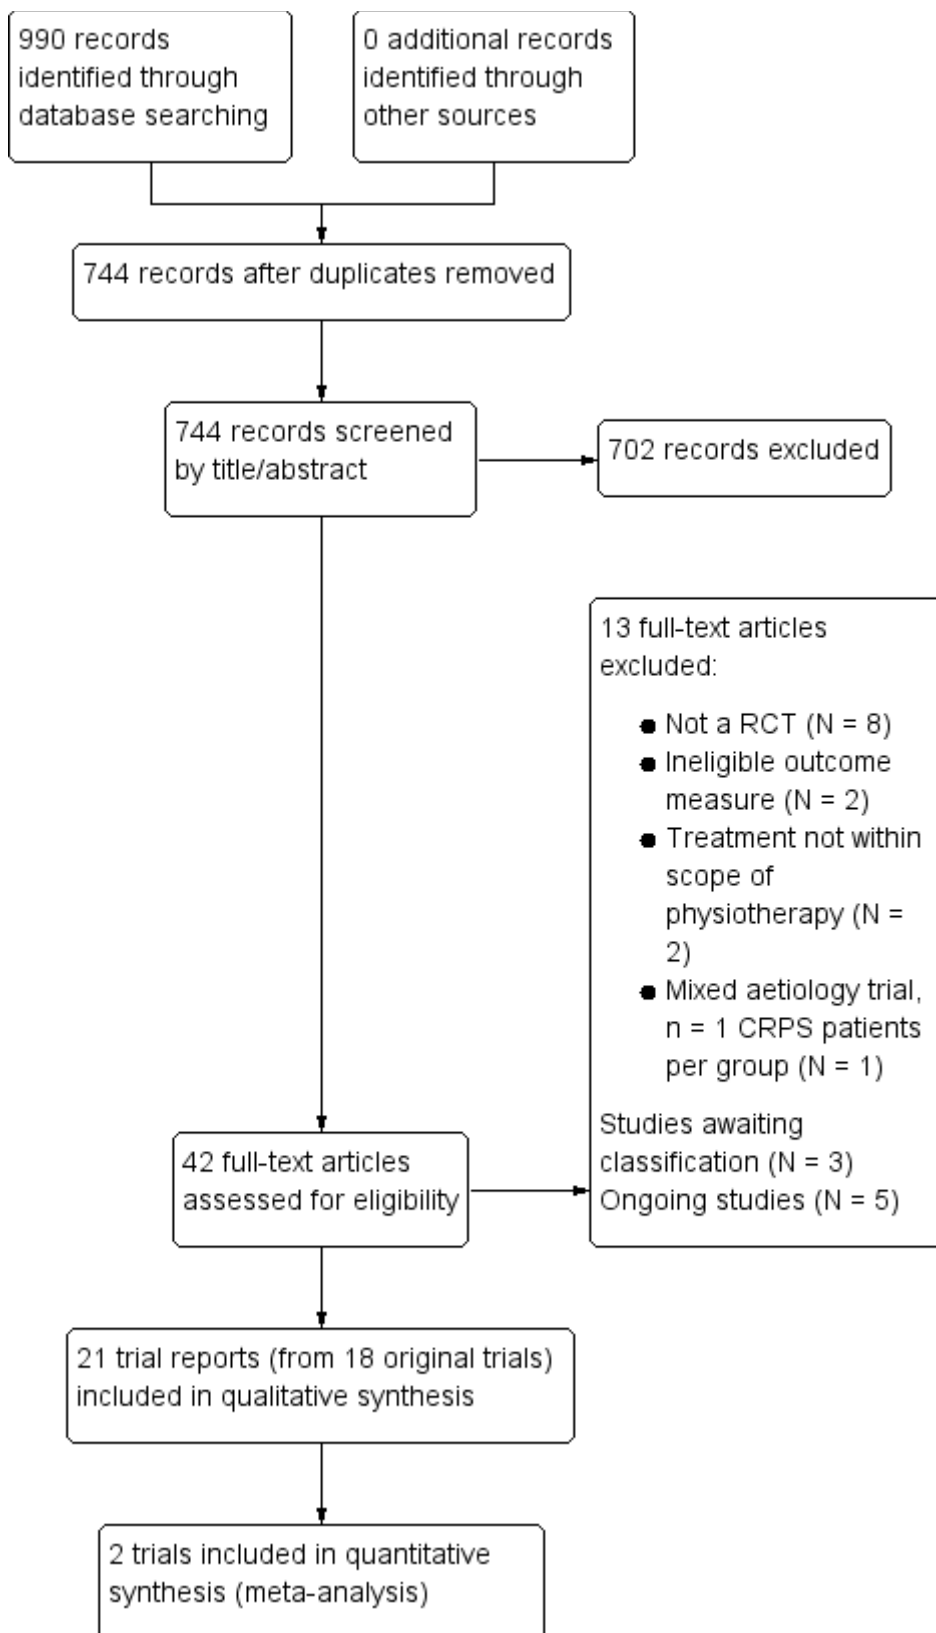 990 records
identified through
database searching
0 additional records
identified through
other sources
744 records after duplicates removed
744 records screened
by title/abstract
702 records excluded
13 full-text articles
excluded:
● Not a RCT (N = 8)
● Ineligible outcome
measure (N = 2)
● Treatment not within
scope of
physiotherapy (N =
2)
● Mixed aetiology trial,
n = 1 CRPS patients
per group (N = 1)
Studies awaiting
classification (N = 3)
Ongoing studies (N = 5)
42 full-text articles
assessed for eligibility
21 trial reports (from 18 original trials)
included in qualitative synthesis
2 trials included in quantitative
synthesis (meta-analysis)